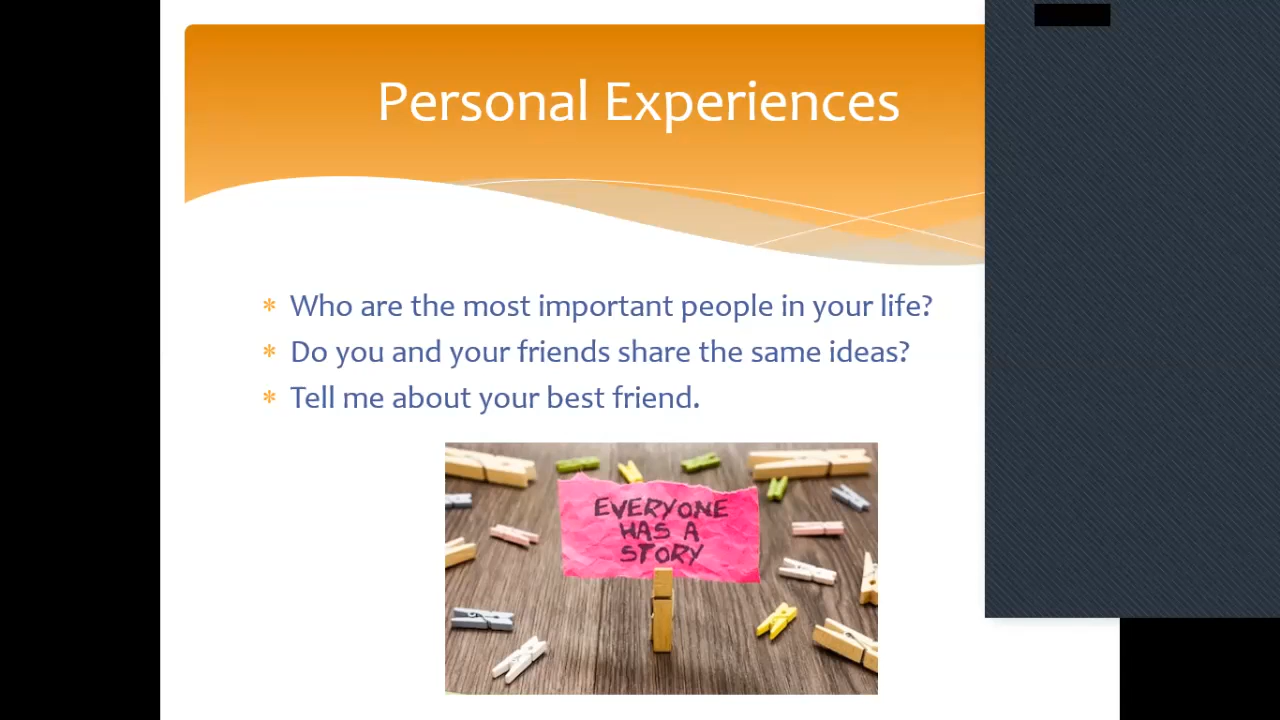 Personal Experiences
* Who are the most important people in your life?
* Do you and your friends share the same ideas?
* Tell me about your best friend.
EVERYONE
HAS A
STORY